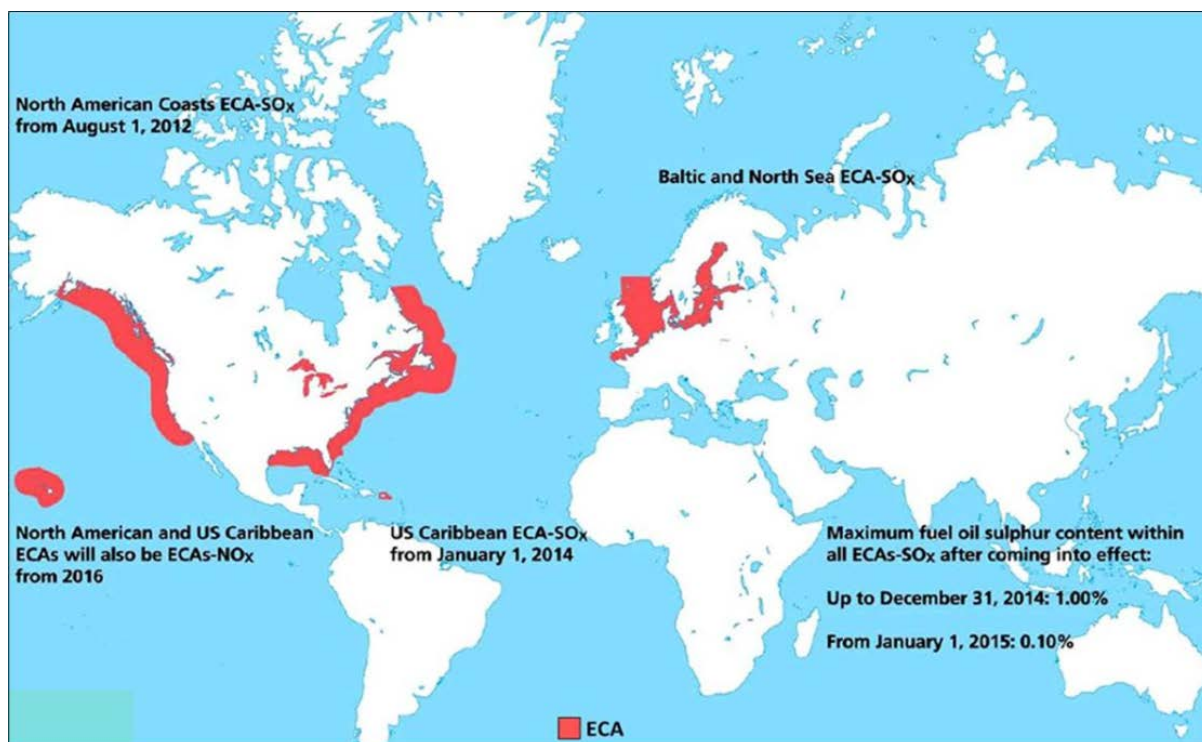 North American Coasts ECA-SOx
from August 1, 2012
Baltic and North Sea ECA-SOx
North American and US Caribbean
ECAs will also be ECAs-NOx
from 2016
US Caribbean ECA-SOx
from January 1, 2014
Maximum fuel oil sulphur content within
all ECAs-SOx after coming into effect:
Up to December 31, 2014: 1.00%
From January 1, 2015: 0.10%
ECA